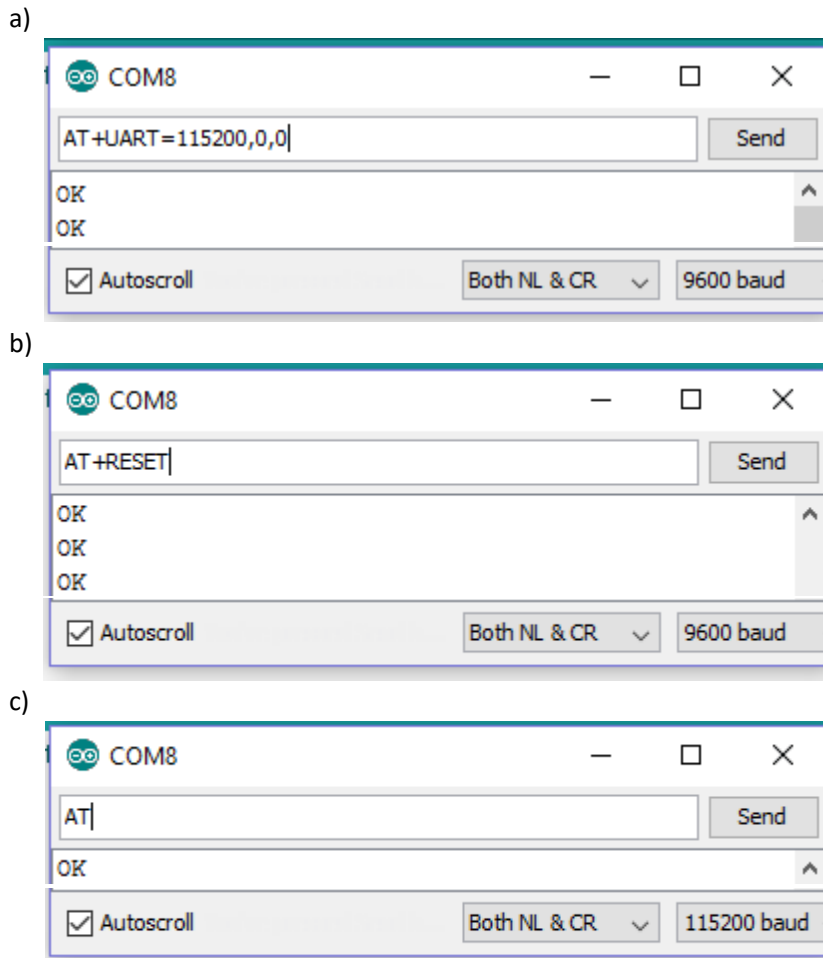 a)
COM8
AT+UART=115200,0,0
Send
OK
OK
Autoscroll
Both NL & CR
9600 baud
b)
COM8
AT+RESET
Send
OK
OK
OK
Autoscroll
Both NL & CR
9600 baud
c)
COM8
AT
Send
OK
Autoscroll
Both NL & CR
115200 baud